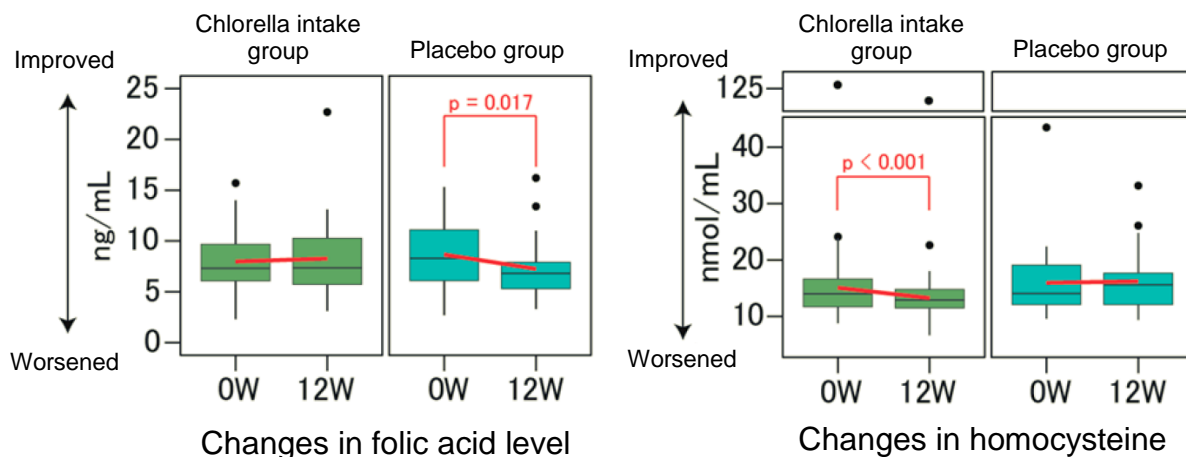 Chlorella intake
group
Placebo group
Improved
Worsened
ng/mL
25
20
15
10
5
0
p = 0.017
0W
12W
0W
12W
Changes in folic acid level
Chlorella intake
group
Placebo group
Improved
Worsened
nmol/mL
125
40
30
20
10
p < 0.001
0W
12W
0W
12W
Changes in homocysteine